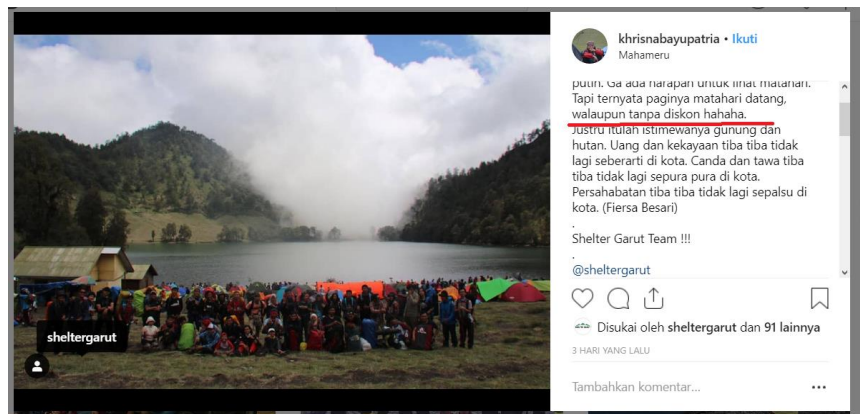 khrisnabayupatria • Ikuti
Mahameru
putih. Ga ada harapan untuk lihat matahari.
Tapi ternyata paginya matahari datang,
walaupun tanpa diskon hahaha.
Justru itulah istimewanya gunung dan
hutan. Uang dan kekayaan tiba tiba tidak
lagi seberarti di kota. Canda dan tawa tiba
tiba tidak lagi sepura pura di kota.
Persahabatan tiba tiba tidak lagi sepalsu di
kota. (Fiersa Besari)
.
Shelter Garut Team !!!
.
@sheltergarut
Disukai oleh sheltergarut dan 91 lainnya
3 HARI YANG LALU
Tambahkan komentar...
sheltergarut